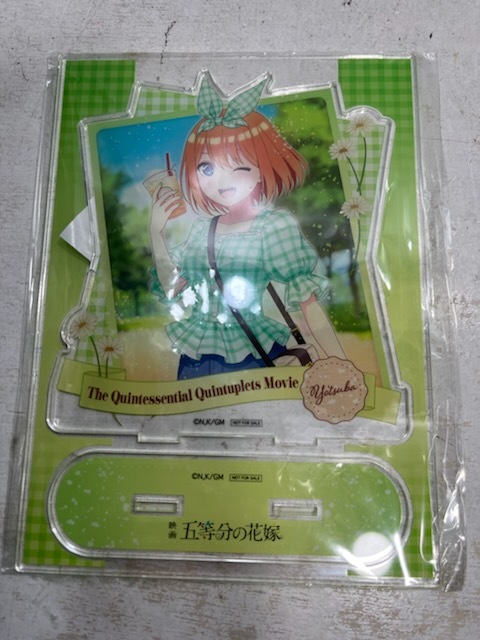 The Quintessential Quintuplets Movie
Yotsuba
©N,K/GM NOT FOR SALE
©N,K/GM NOT FOR SALE
映画 五等分の花嫁